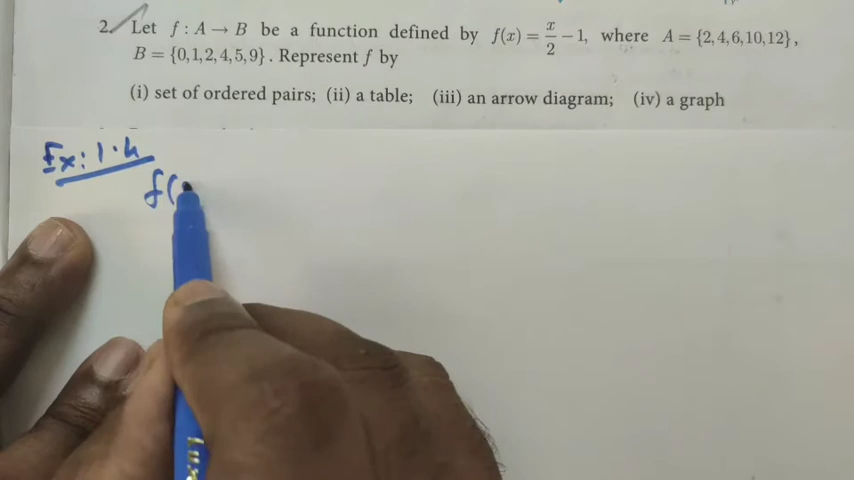 2. Let f : A → B be a function defined by f(x) = x/2 − 1, where A = {2,4,6,10,12},
B = {0,1,2,4,5,9}. Represent f by
(i) set of ordered pairs; (ii) a table; (iii) an arrow diagram; (iv) a graph
Ex: 1.4
f(
Lux